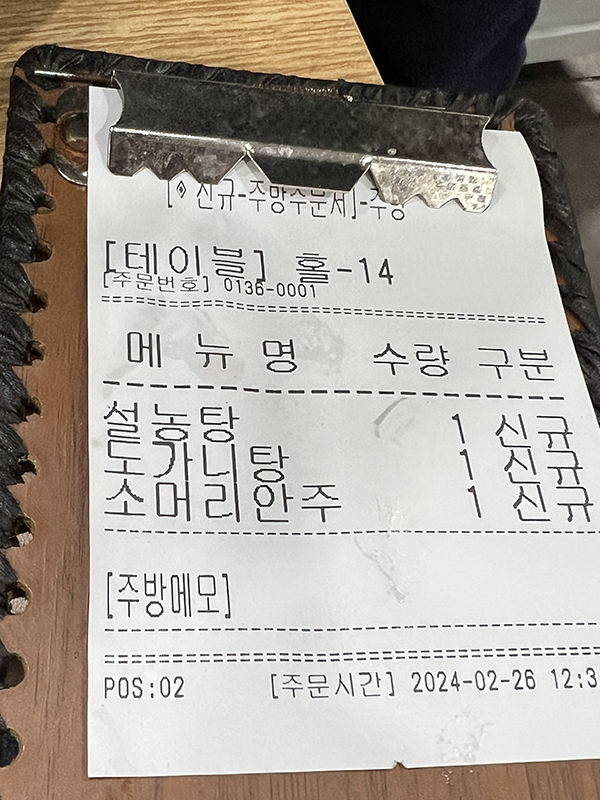 [◈ 신규-주방주문서]-주방
[테이블] 홀-14
[주문번호] 0136-0001
메 뉴 명 수량 구분
설농탕 1 신규
도가니탕 1 신규
소머리안주 1 신규
[주방메모]
POS:02 [주문시간] 2024-02-26 12:3